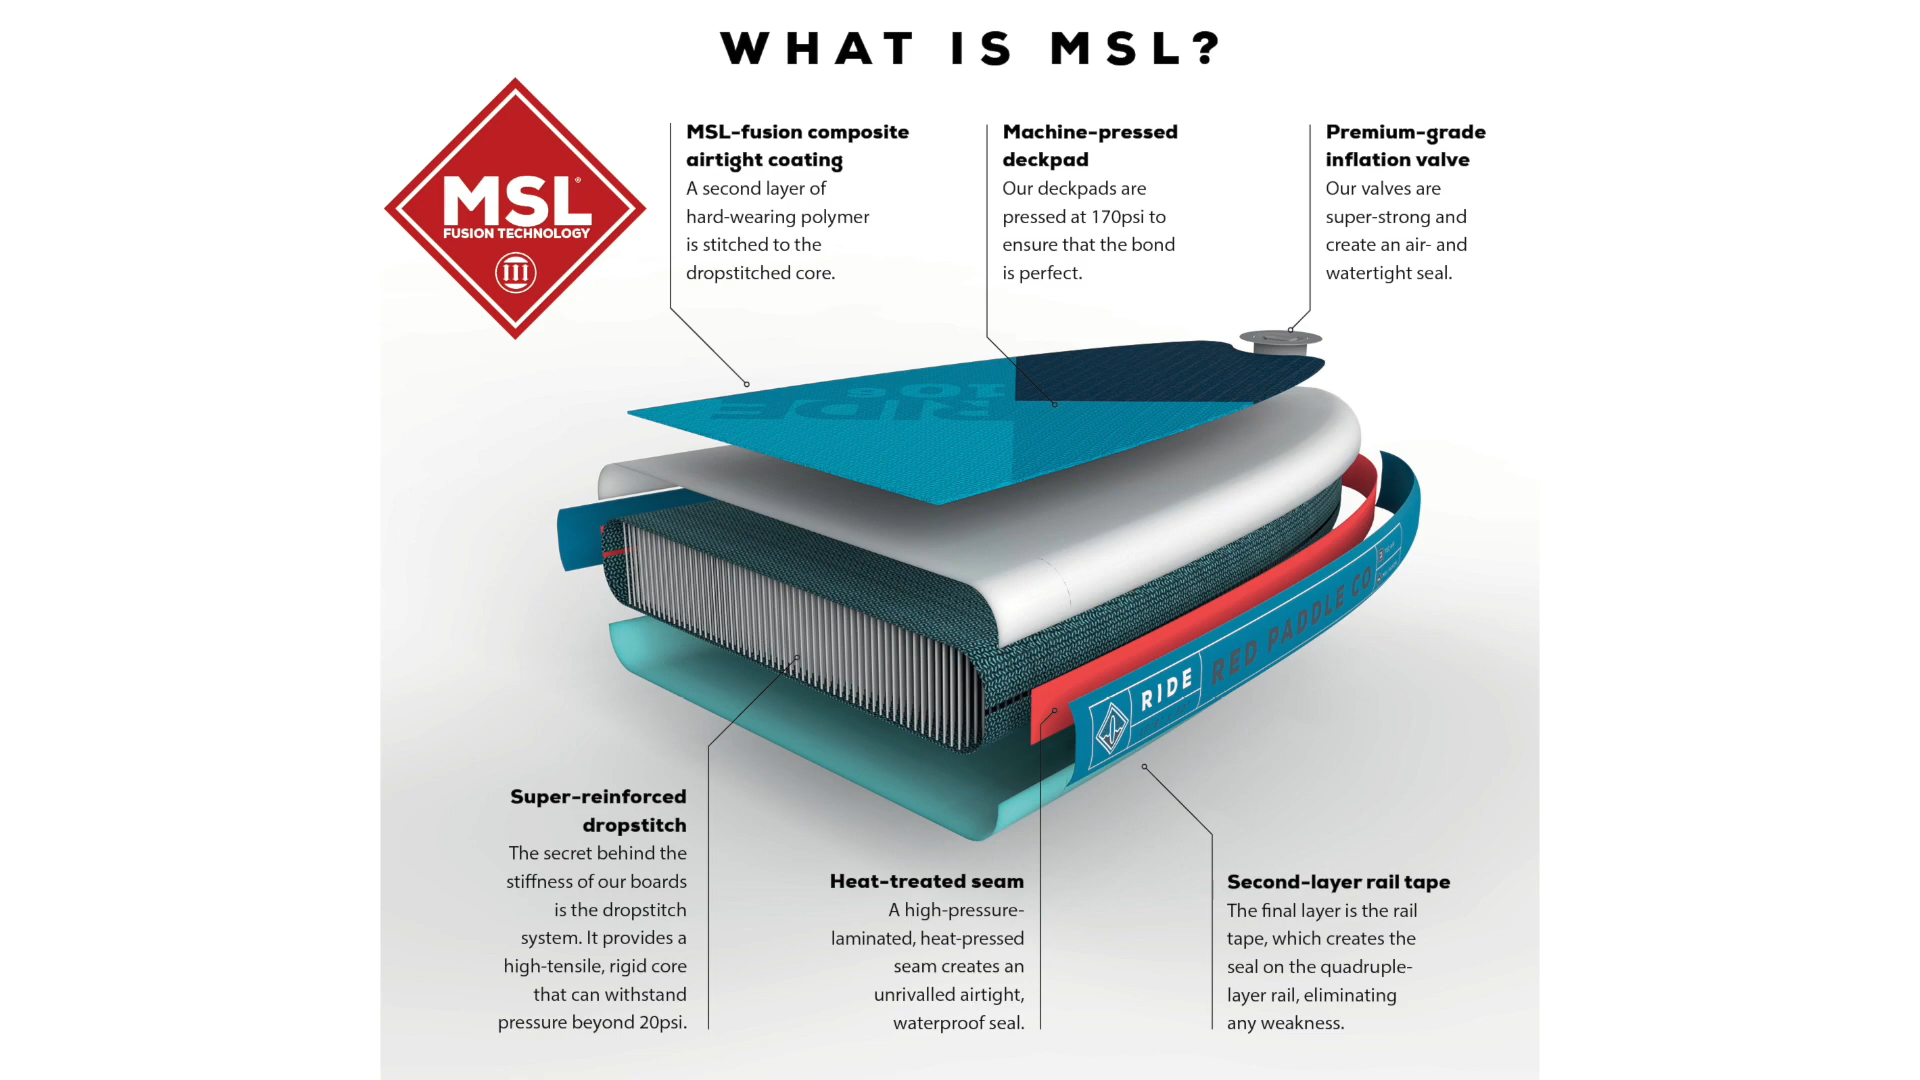 WHAT IS MSL?
MSL®
FUSION TECHNOLOGY
MSL-fusion composite
airtight coating
A second layer of
hard-wearing polymer
is stitched to the
dropstitched core.
Machine-pressed
deckpad
Our deckpads are
pressed at 170psi to
ensure that the bond
is perfect.
Premium-grade
inflation valve
Our valves are
super-strong and
create an air- and
watertight seal.
RIDE
106
RIDE
RED PADDLE CO
Super-reinforced
dropstitch
The secret behind the
stiffness of our boards
is the dropstitch
system. It provides a
high-tensile, rigid core
that can withstand
pressure beyond 20psi.
Heat-treated seam
A high-pressure-
laminated, heat-pressed
seam creates an
unrivalled airtight,
waterproof seal.
Second-layer rail tape
The final layer is the rail
tape, which creates the
seal on the quadruple-
layer rail, eliminating
any weakness.